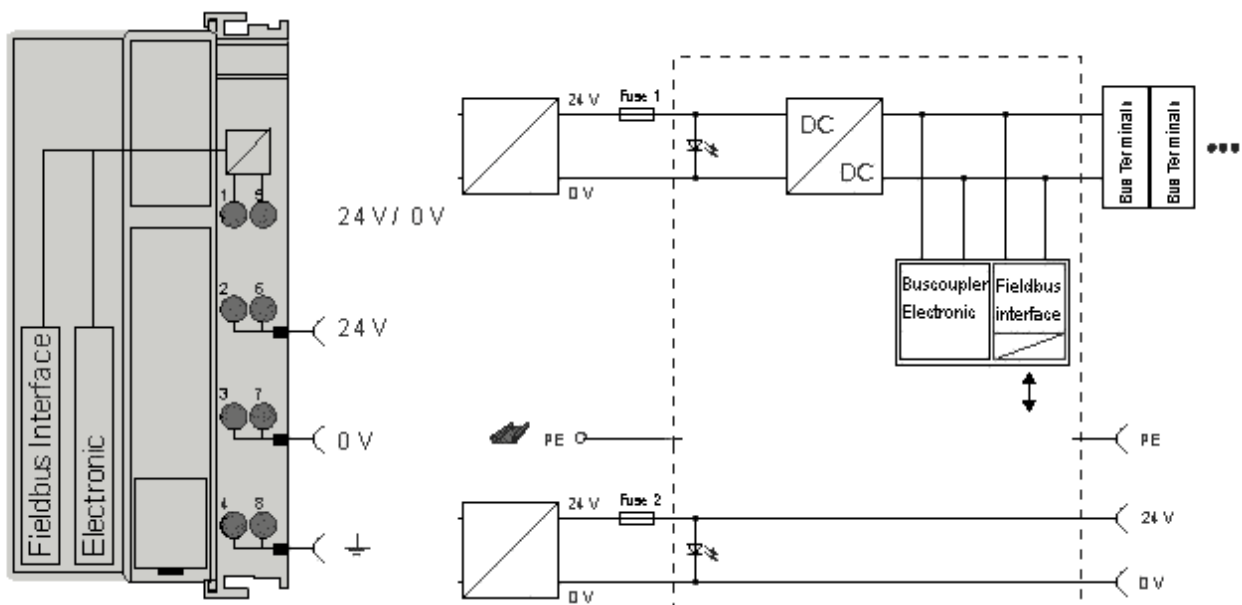 Fieldbus Interface
Electronic
1 5
24 V / 0 V
2 6
24 V
3 7
0 V
4 8
24 V
Fuse 1
0 V
DC
DC
Bus Terminals
Bus Terminals
Buscoupler
Electronic
Fieldbus
interface
PE
PE
24 V
Fuse 2
24 V
0 V
0 V